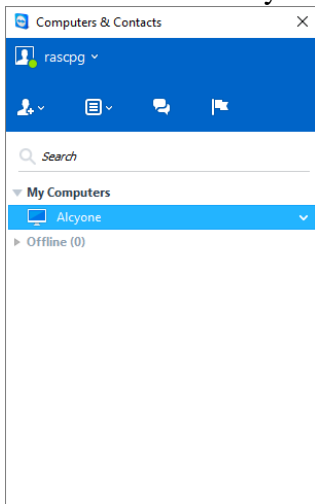 Computers & Contacts
rascpg
Search
My Computers
Alcyone
Offline (0)